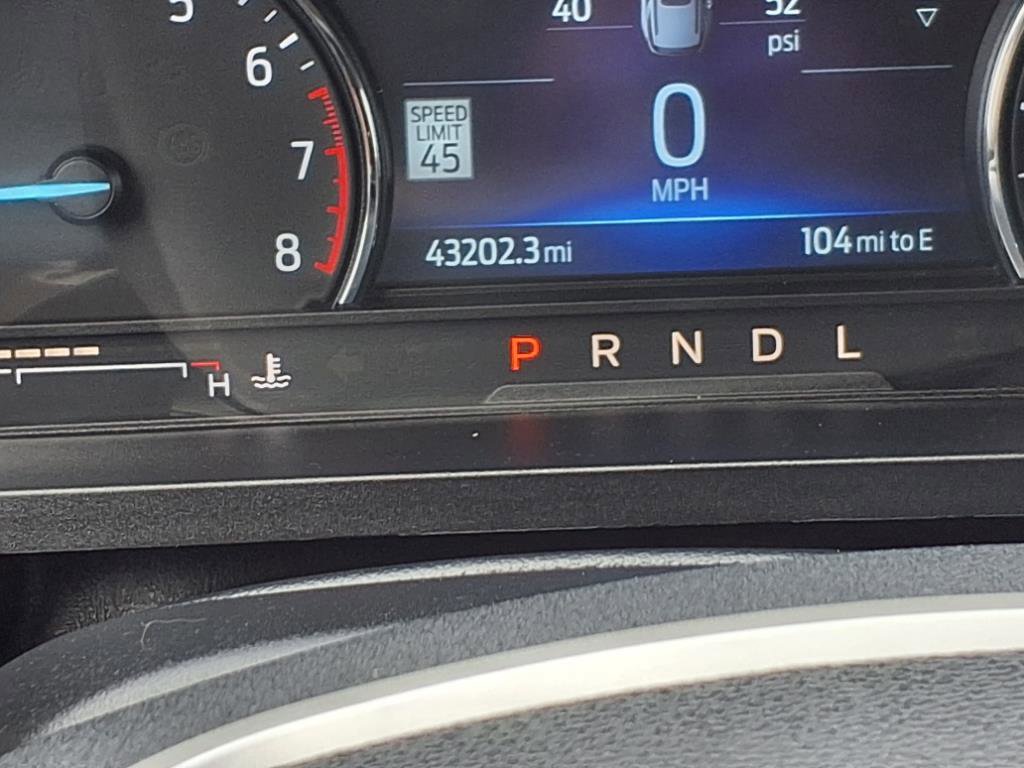 5
6
7
8
40
52
psi
SPEED
LIMIT
45
0
MPH
43202.3 mi
104 mi to E
H
P R N D L